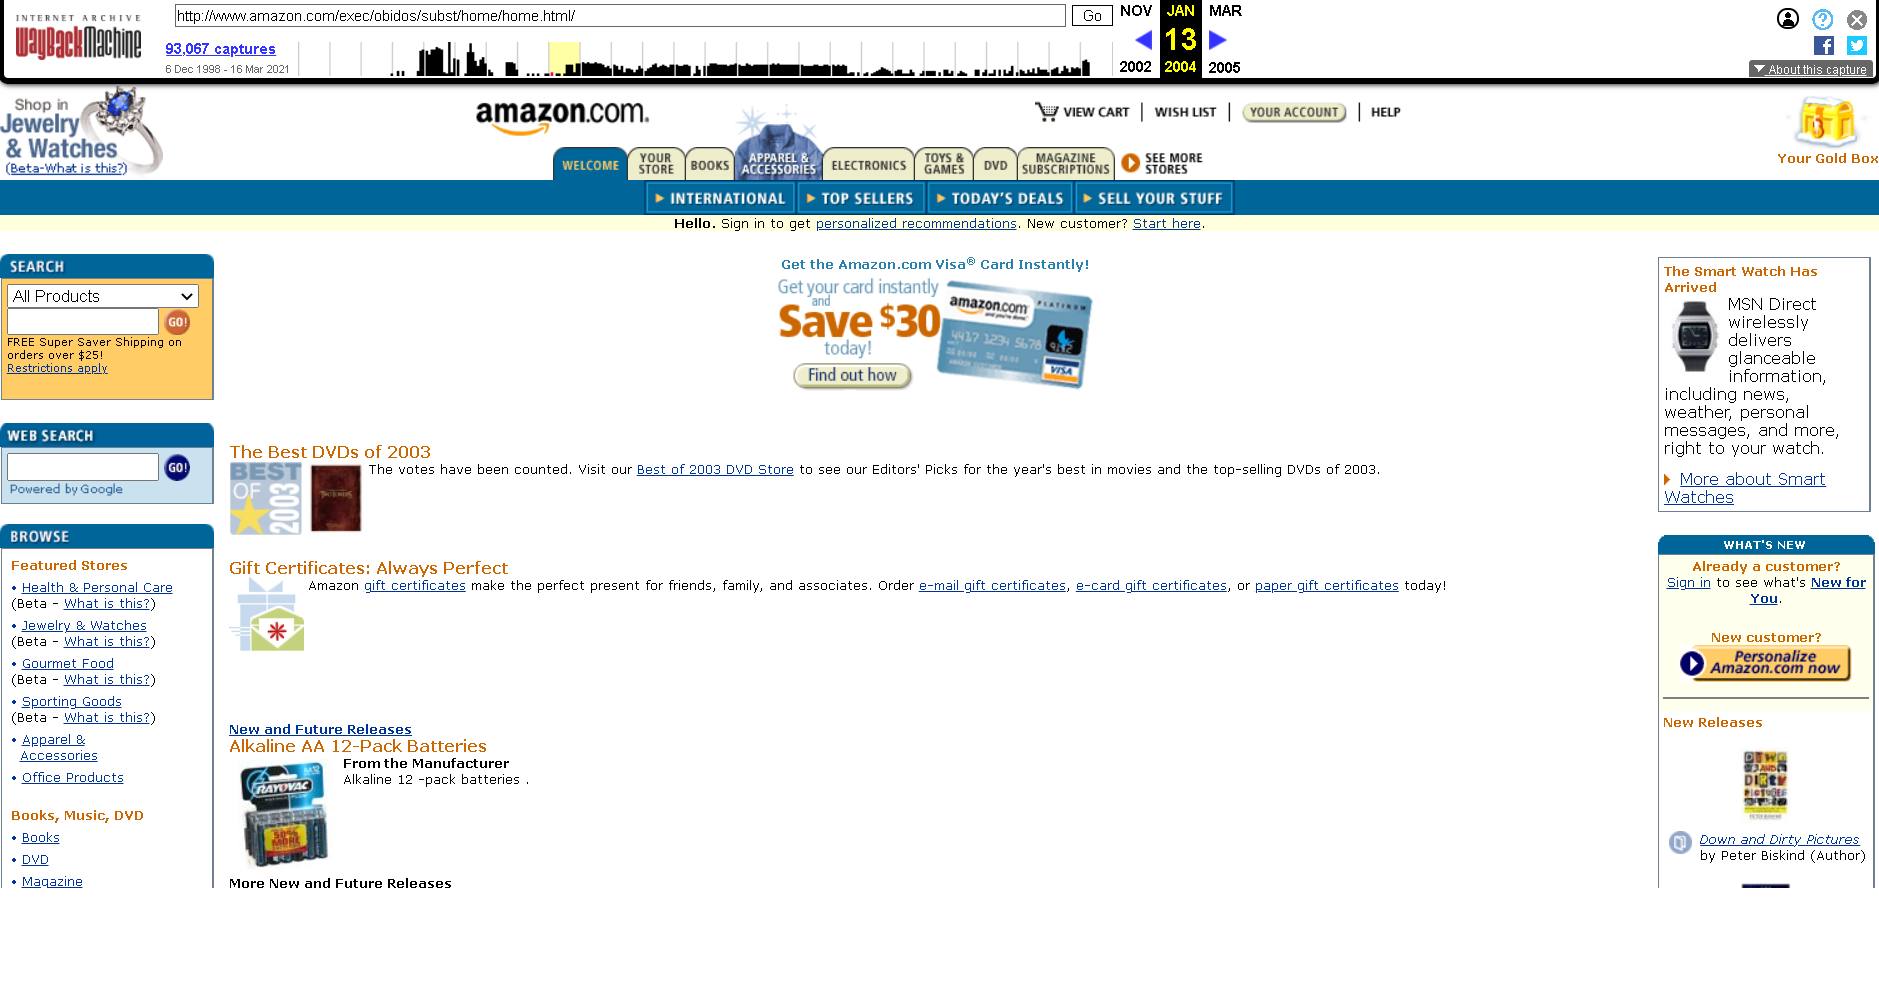 INTERNET ARCHIVE
WayBackMachine
http://www.amazon.com/exec/obidos/subst/home/home.html/
Go
NOV
JAN
MAR
93,067 captures
13
6 Dec 1998 - 16 Mar 2021
2002
2004
2005
About this capture
Shop in
Jewelry
& Watches
(Beta-What is this?)
amazon.com.
VIEW CART
WISH LIST
YOUR ACCOUNT
HELP
Your Gold Box
WELCOME
YOUR
STORE
BOOKS
APPAREL &
ACCESSORIES
ELECTRONICS
TOYS &
GAMES
DVD
MAGAZINE
SUBSCRIPTIONS
SEE MORE
STORES
INTERNATIONAL
TOP SELLERS
TODAY'S DEALS
SELL YOUR STUFF
Hello. Sign in to get personalized recommendations. New customer? Start here.
SEARCH
All Products
GO!
FREE Super Saver Shipping on
orders over $25!
Restrictions apply
WEB SEARCH
GO!
Powered by Google
BROWSE
Featured Stores
• Health & Personal Care
(Beta - What is this?)
• Jewelry & Watches
(Beta - What is this?)
• Gourmet Food
(Beta - What is this?)
• Sporting Goods
(Beta - What is this?)
• Apparel &
Accessories
• Office Products
Books, Music, DVD
• Books
• DVD
• Magazine
Get the Amazon.com Visa® Card Instantly!
Get your card instantly
and
Save $30
today!
Find out how
amazon.com
and you're done.
PLATINUM
4417 1234 5678 9112
VISA
The Best DVDs of 2003
BEST
OF
2003
The votes have been counted. Visit our Best of 2003 DVD Store to see our Editors' Picks for the year's best in movies and the top-selling DVDs of 2003.
Gift Certificates: Always Perfect
Amazon gift certificates make the perfect present for friends, family, and associates. Order e-mail gift certificates, e-card gift certificates, or paper gift certificates today!
New and Future Releases
Alkaline AA 12-Pack Batteries
From the Manufacturer
Alkaline 12 -pack batteries .
RAYOVAC
50%
MORE
More New and Future Releases
The Smart Watch Has
Arrived
MSN Direct
wirelessly
delivers
glanceable
information,
including news,
weather, personal
messages, and more,
right to your watch.
More about Smart
Watches
WHAT'S NEW
Already a customer?
Sign in to see what's New for
You.
New customer?
Personalize
Amazon.com now
New Releases
DOWN
AND
DIRTY
PICTURES
PETER BISKIND
Down and Dirty Pictures
by Peter Biskind (Author)